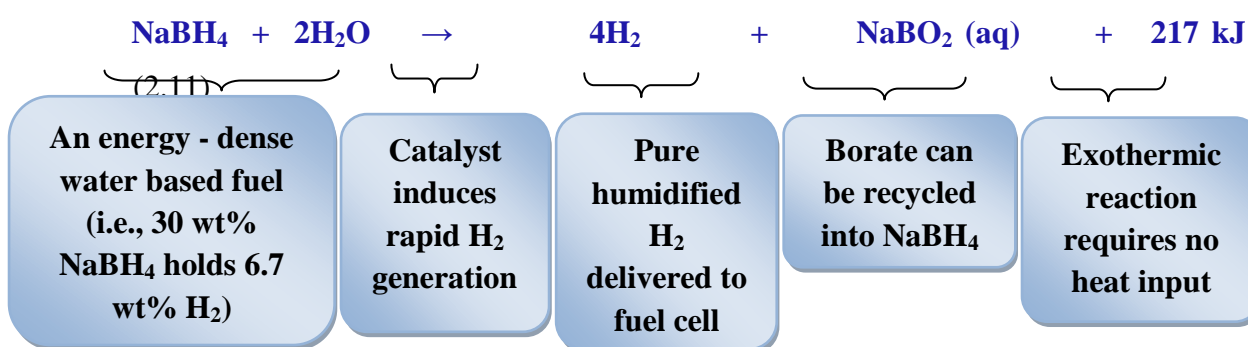 NaBH₄ + 2H₂O → 4H₂ + NaBO₂ (aq) + 217 kJ
(2.11)
An energy - dense
water based fuel
(i.e., 30 wt%
NaBH₄ holds 6.7
wt% H₂)
Catalyst
induces
rapid H₂
generation
Pure
humidified
H₂
delivered to
fuel cell
Borate can
be recycled
into NaBH₄
Exothermic
reaction
requires no
heat input